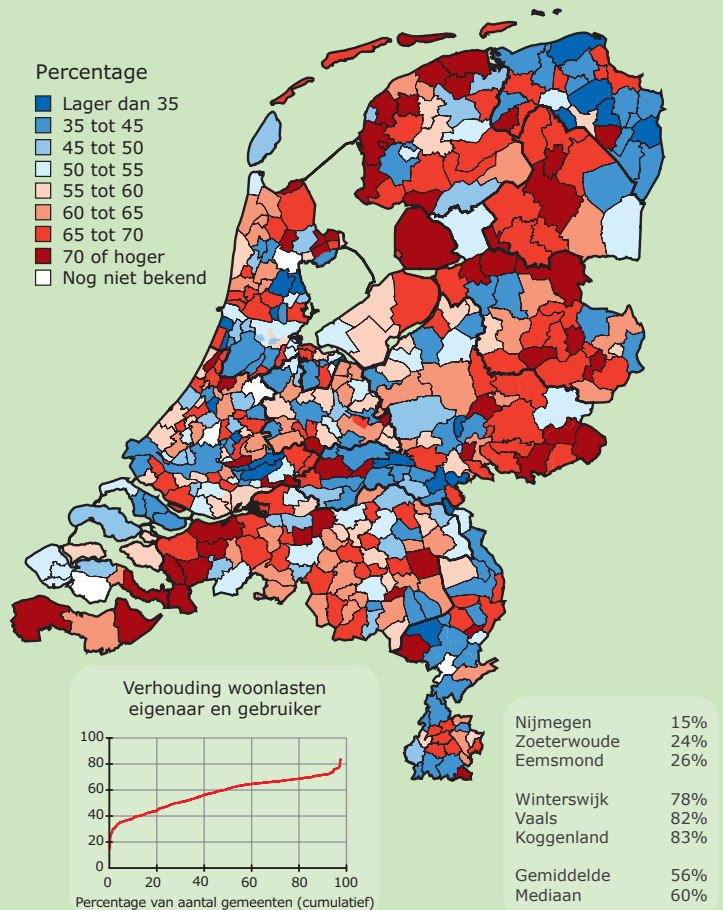 Percentage
Lager dan 35
35 tot 45
45 tot 50
50 tot 55
55 tot 60
60 tot 65
65 tot 70
70 of hoger
Nog niet bekend
Verhouding woonlasten
eigenaar en gebruiker
100
80
60
40
20
0
0 20 40 60 80 100
Percentage van aantal gemeenten (cumulatief)
Nijmegen 15%
Zoeterwoude 24%
Eemsmond 26%
Winterswijk 78%
Vaals 82%
Koggenland 83%
Gemiddelde 56%
Mediaan 60%